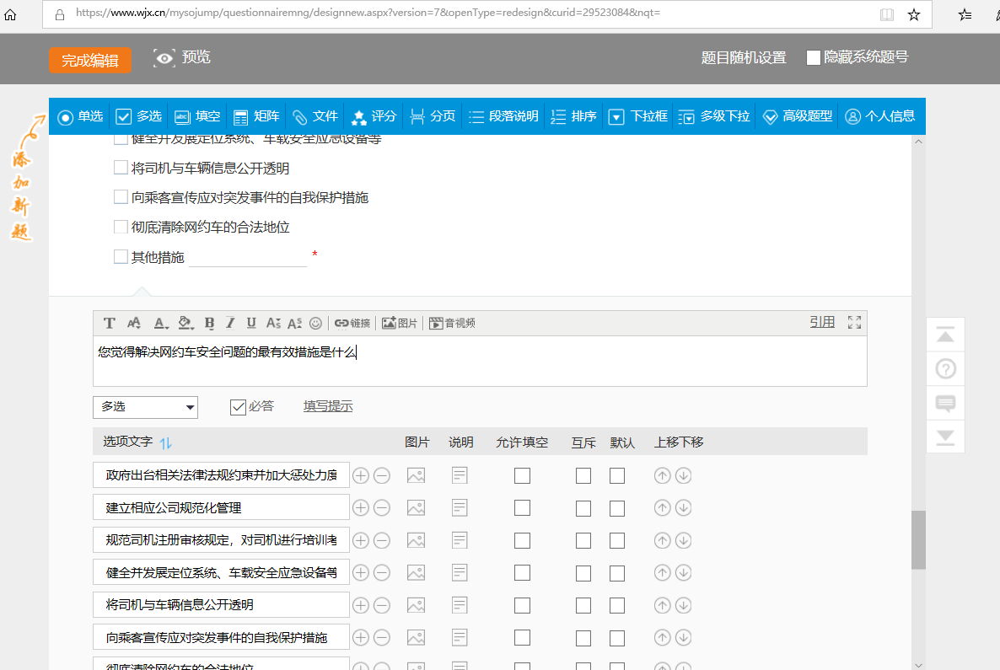 https://www.wjx.cn/mysojump/questionnairemng/designnew.aspx?version=7&openType=redesign&curid=29523084&nqt=
完成编辑 预览 题目随机设置 隐藏系统题号
单选 多选 abc 填空 矩阵 文件 评分 分页 段落说明 排序 下拉框 多级下拉 高级题型 个人信息
添加新题
健全并发展定位系统、车载安全应急设备等
将司机与车辆信息公开透明
向乘客宣传应对突发事件的自我保护措施
彻底清除网约车的合法地位
其他措施 *
T AA A B I U As As 链接 图片 音视频 引用
您觉得解决网约车安全问题的最有效措施是什么
多选 必答 填写提示
选项文字 图片 说明 允许填空 互斥 默认 上移下移
政府出台相关法律法规约束并加大惩处力度
建立相应公司规范化管理
规范司机注册审核规定，对司机进行培训考
健全并发展定位系统、车载安全应急设备等
将司机与车辆信息公开透明
向乘客宣传应对突发事件的自我保护措施
彻底清除网约车的合法地位